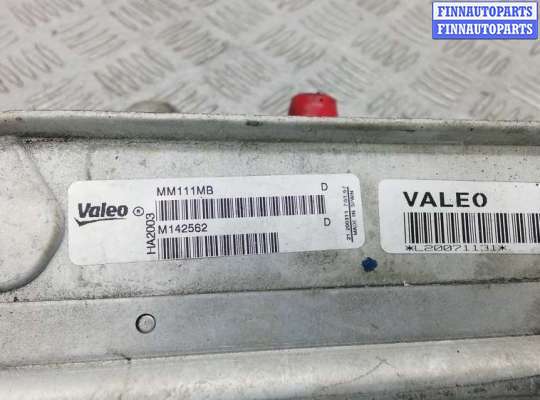 FINNAUTOPARTS
FINNAUTOPARTS
Valeo
HA2003
MM111MB D
M142562 D
MADE IN SPAIN
VALEO
*L20071131*